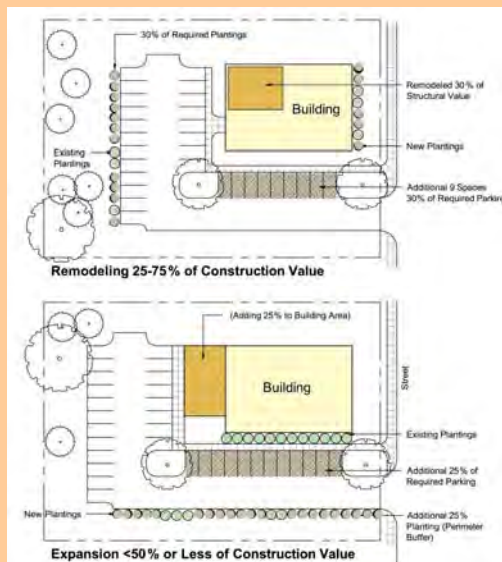 30% of Required Plantings
Remodeled 30% of
Structural Value
Building
Existing
Plantings
New Plantings
Additional 9 Spaces
30% of Required Parking
Remodeling 25-75% of Construction Value
(Adding 25% to Building Area)
Building
Street
Existing Plantings
Additional 25% of
Required Parking
New Plantings
Additional 25%
Planting (Perimeter
Buffer)
Expansion <50% or Less of Construction Value